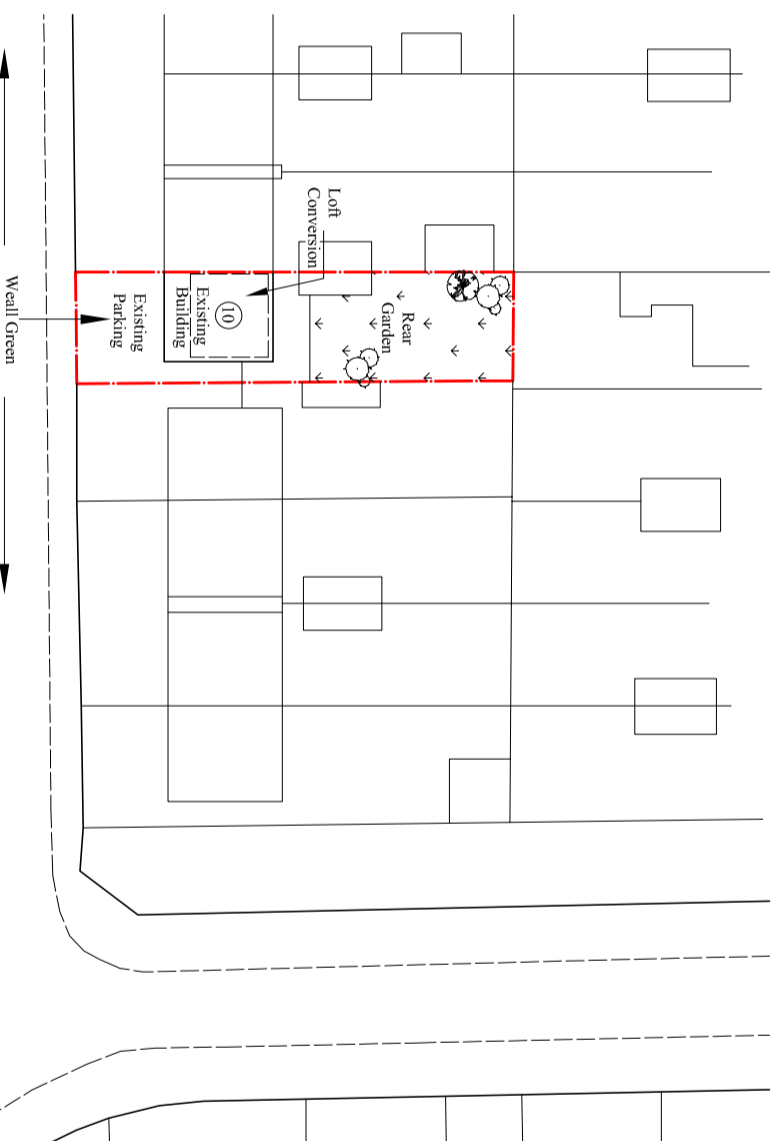 Loft
Conversion
Rear
Garden
10
Existing
Building
Existing
Parking
Weall Green